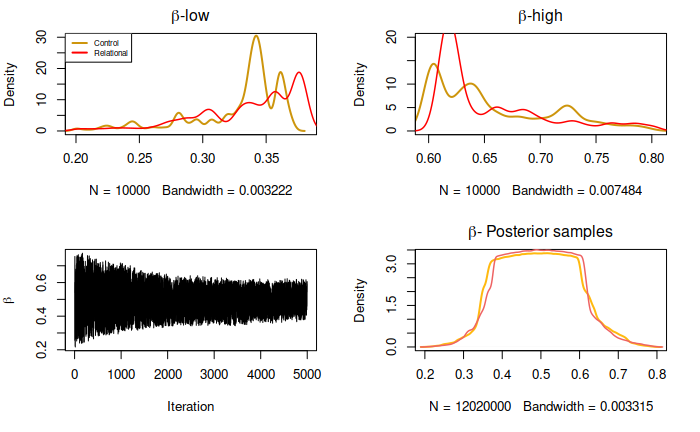 β-low
Density
0 10 20 30
Control
Relational
0.20 0.25 0.30 0.35
N = 10000 Bandwidth = 0.003222
β-high
Density
0 5 10 20
0.60 0.65 0.70 0.75 0.80
N = 10000 Bandwidth = 0.007484
β
0.2 0.4 0.6
0 1000 2000 3000 4000 5000
Iteration
β- Posterior samples
Density
0.0 1.5 3.0
0.2 0.3 0.4 0.5 0.6 0.7 0.8
N = 12020000 Bandwidth = 0.003315